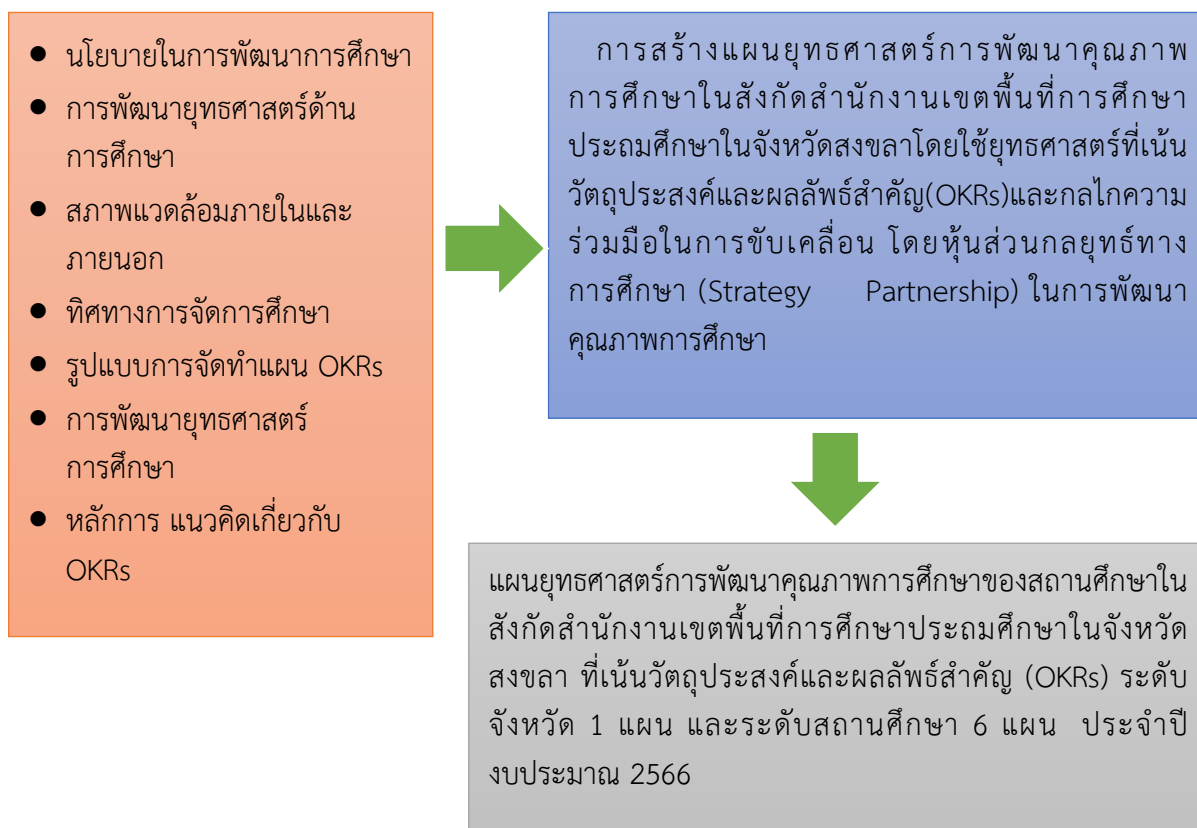 ● นโยบายในการพัฒนาการศึกษา
● การพัฒนายุทธศาสตร์ด้าน
การศึกษา
● สภาพแวดล้อมภายในและ
ภายนอก
● ทิศทางการจัดการศึกษา
● รูปแบบการจัดทำแผน OKRs
● การพัฒนายุทธศาสตร์
การศึกษา
● หลักการ แนวคิดเกี่ยวกับ
OKRs
การสร้างแผนยุทธศาสตร์การพัฒนาคุณภาพ
การศึกษาในสังกัดสำนักงานเขตพื้นที่การศึกษา
ประถมศึกษาในจังหวัดสงขลาโดยใช้ยุทธศาสตร์ที่เน้น
วัตถุประสงค์และผลลัพธ์สำคัญ(OKRs)และกลไกความ
ร่วมมือในการขับเคลื่อน โดยหุ้นส่วนกลยุทธ์ทาง
การศึกษา (Strategy Partnership) ในการพัฒนา
คุณภาพการศึกษา
แผนยุทธศาสตร์การพัฒนาคุณภาพการศึกษาของสถานศึกษาใน
สังกัดสำนักงานเขตพื้นที่การศึกษาประถมศึกษาในจังหวัด
สงขลา ที่เน้นวัตถุประสงค์และผลลัพธ์สำคัญ (OKRs) ระดับ
จังหวัด 1 แผน และระดับสถานศึกษา 6 แผน ประจำปี
งบประมาณ 2566